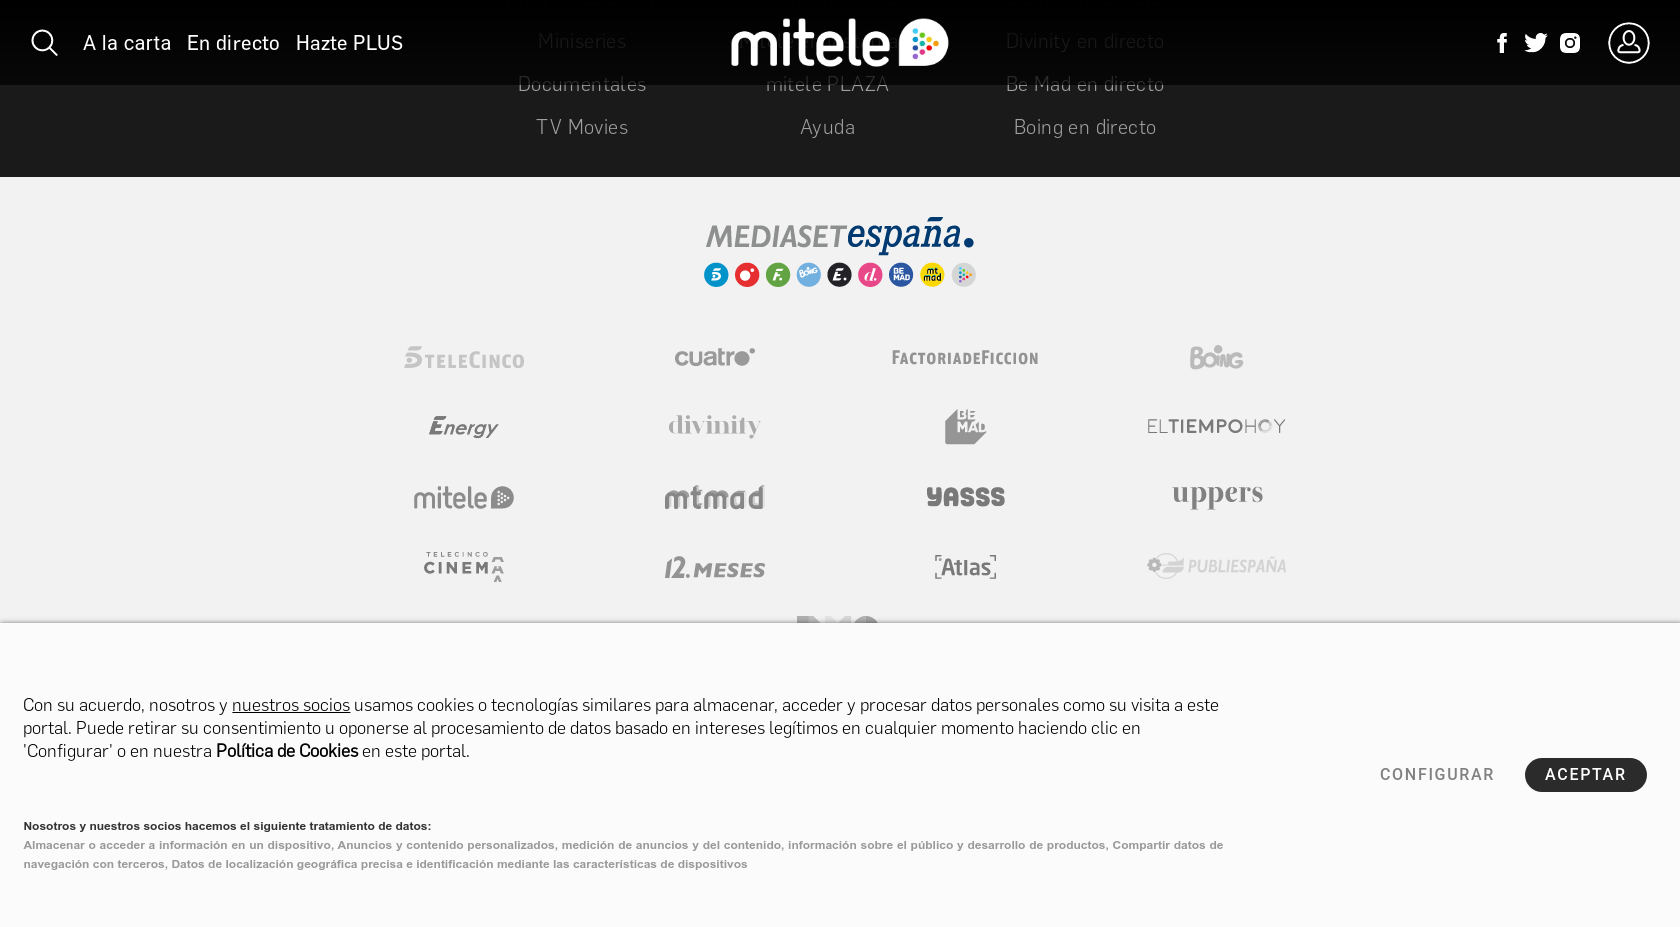 A la carta En directo Hazte PLUS
mitele
Miniseries
Divinity en directo
Documentales
mitele PLAZA
Be Mad en directo
TV Movies
Ayuda
Boing en directo
MEDIASETespaña.
BOING
BE MAD
mt mad
TELECINCO
cuatro
FACTORIADEFICCION
BOING
Energy
divinity
BE MAD
ELTIEMPOHOY
mitele
mtmad
yasss
uppers
TELECINCO
CINEMA
12.MESES
Atlas
PUBLIESPAÑA
Con su acuerdo, nosotros y nuestros socios usamos cookies o tecnologías similares para almacenar, acceder y procesar datos personales como su visita a este
portal. Puede retirar su consentimiento u oponerse al procesamiento de datos basado en intereses legítimos en cualquier momento haciendo clic en
'Configurar' o en nuestra Política de Cookies en este portal.
CONFIGURAR
ACEPTAR
Nosotros y nuestros socios hacemos el siguiente tratamiento de datos:
Almacenar o acceder a información en un dispositivo, Anuncios y contenido personalizados, medición de anuncios y del contenido, información sobre el público y desarrollo de productos, Compartir datos de
navegación con terceros, Datos de localización geográfica precisa e identificación mediante las características de dispositivos